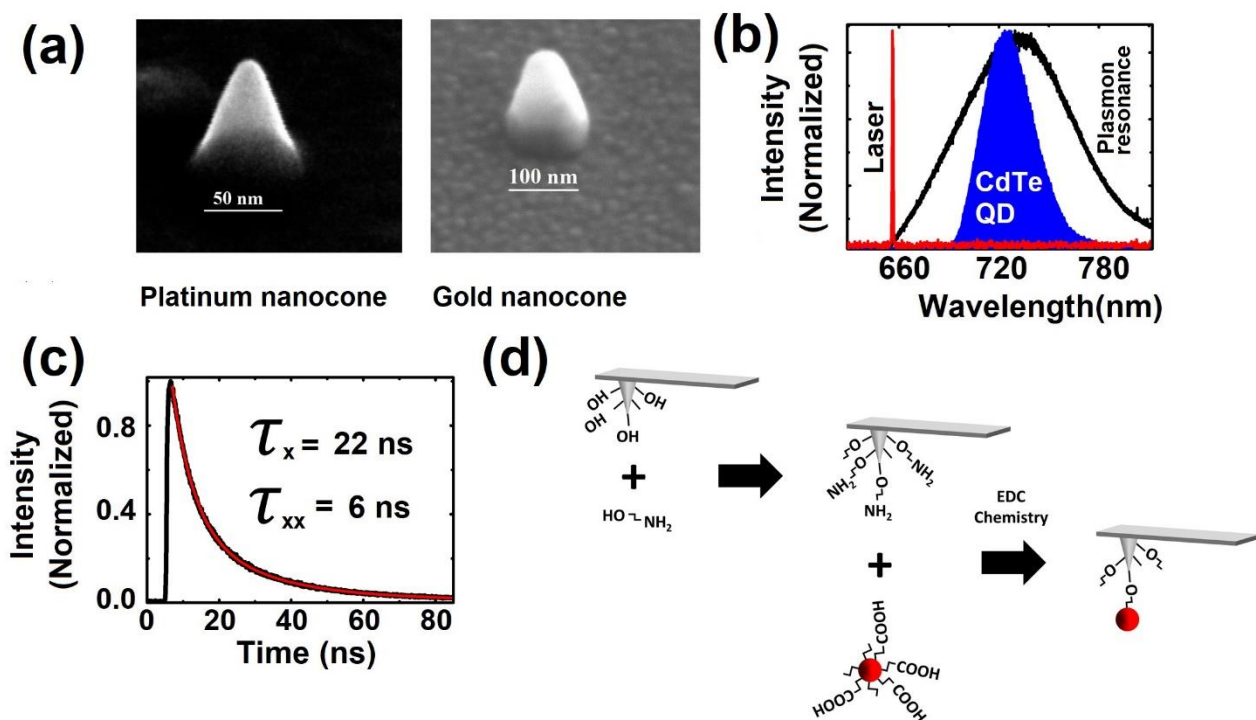 (a)
50 nm
100 nm
Platinum nanocone
Gold nanocone
(b)
Intensity
(Normalized)
Laser
CdTe
QD
Plasmon
resonance
660
720
780
Wavelength(nm)
(c)
Intensity
(Normalized)
0.8
0.4
0.0
τx = 22 ns
τxx = 6 ns
0
20
40
60
80
Time (ns)
(d)
OH
OH
OH
OH
+
HO NH2
O
O
O
O
NH2
NH2
NH2
NH2
+
COOH
COOH
COOH
COOH
EDC
Chemistry
O
O
O